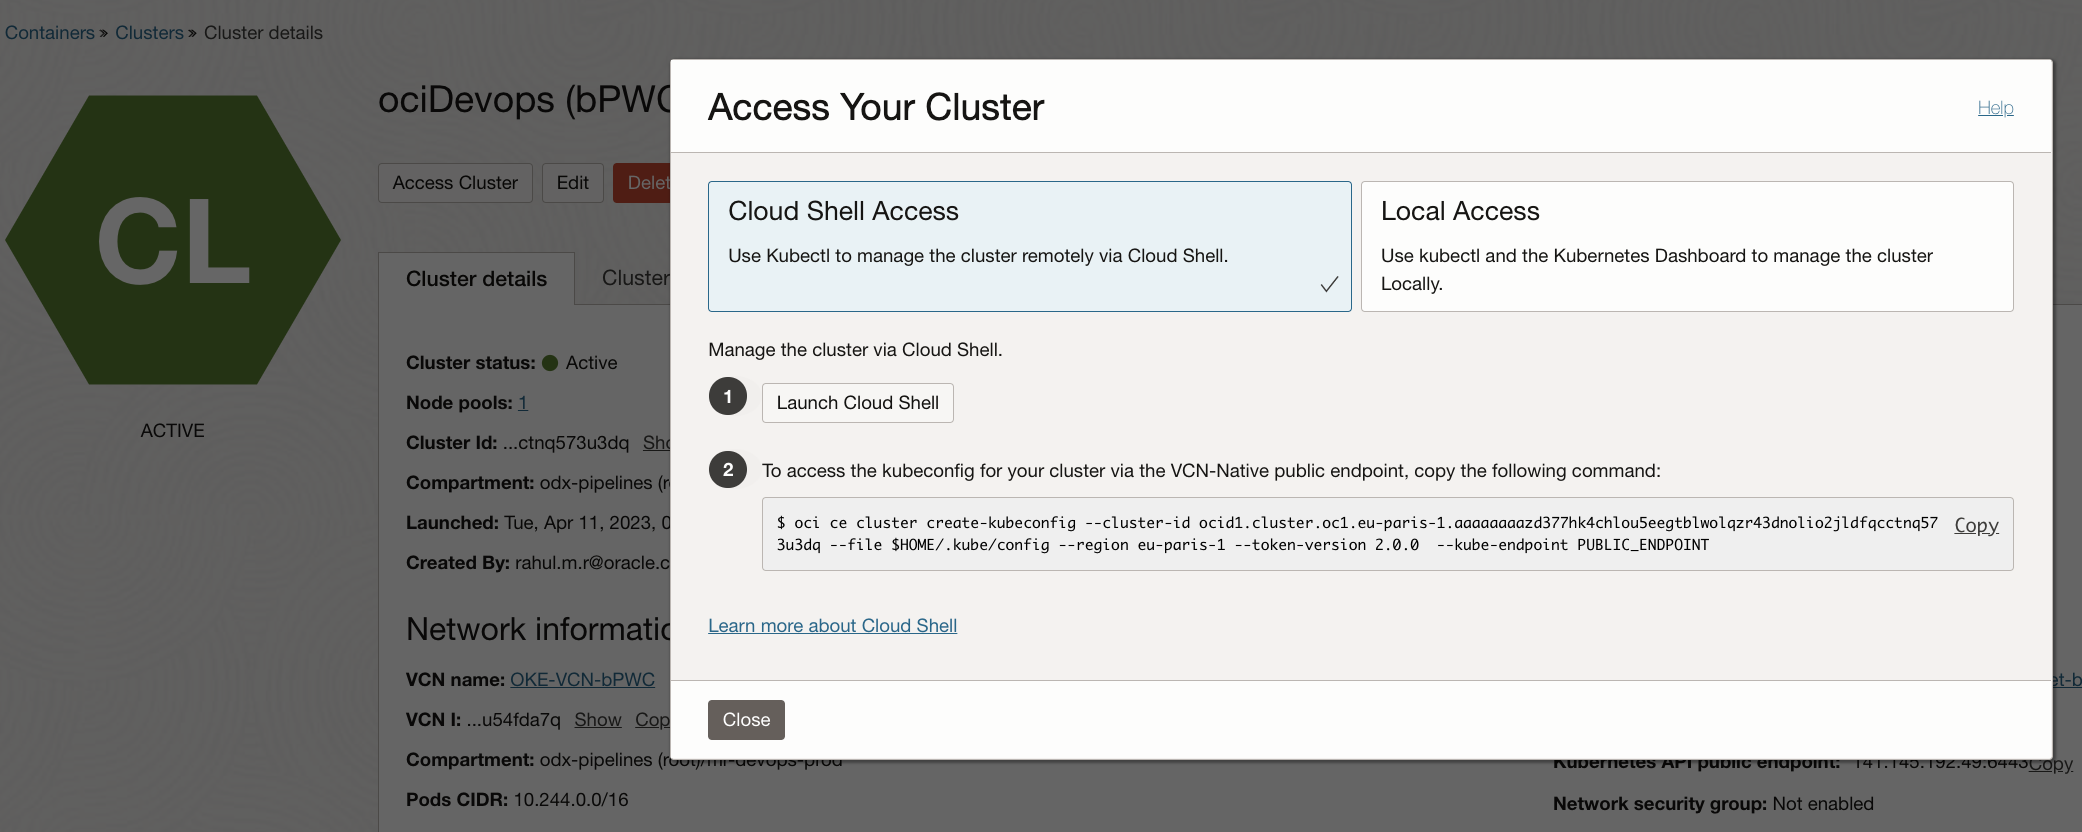 Containers » Clusters » Cluster details
CL
ACTIVE
ociDevops (bPWC
Access Cluster
Edit
Delet
Cluster details
Cluster
Cluster status: Active
Node pools: 1
Cluster Id: ...ctnq573u3dq Sho
Compartment: odx-pipelines (r
Launched: Tue, Apr 11, 2023, 0
Created By: rahul.m.r@oracle.c
Network informatio
VCN name: OKE-VCN-bPWC
VCN I: ...u54fda7q Show Cop
Compartment: odx-pipelines (root)/mr-devops-prod
Pods CIDR: 10.244.0.0/16
Access Your Cluster
Help
Cloud Shell Access
Use Kubectl to manage the cluster remotely via Cloud Shell.
Local Access
Use kubectl and the Kubernetes Dashboard to manage the cluster
Locally.
Manage the cluster via Cloud Shell.
1
Launch Cloud Shell
2
To access the kubeconfig for your cluster via the VCN-Native public endpoint, copy the following command:
$ oci ce cluster create-kubeconfig --cluster-id ocid1.cluster.oc1.eu-paris-1.aaaaaaaazd377hk4chlou5eegtblwolqzr43dnolio2jldfqcctnq57
3u3dq --file $HOME/.kube/config --region eu-paris-1 --token-version 2.0.0 --kube-endpoint PUBLIC_ENDPOINT
Copy
Learn more about Cloud Shell
Close
et-b
Kubernetes API public endpoint: 141.145.192.49:6443 Copy
Network security group: Not enabled